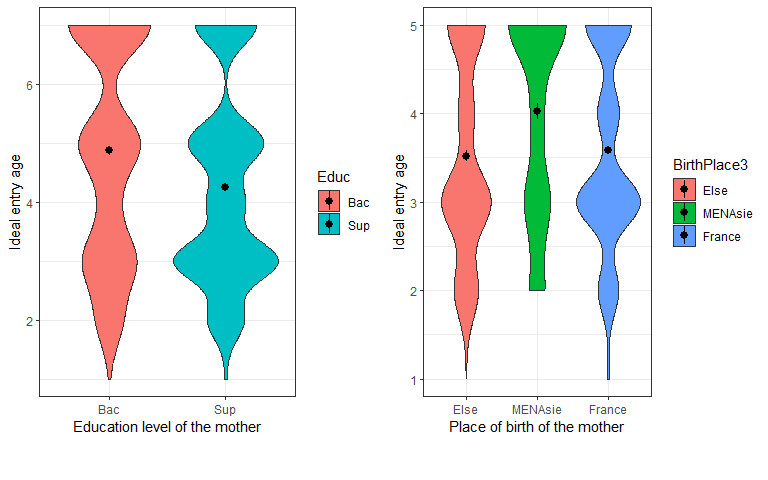 Ideal entry age
6
4
2
Bac
Sup
Education level of the mother
Educ
Bac
Sup
Ideal entry age
5
4
3
2
1
Else
MENAsie
France
Place of birth of the mother
BirthPlace3
Else
MENAsie
France